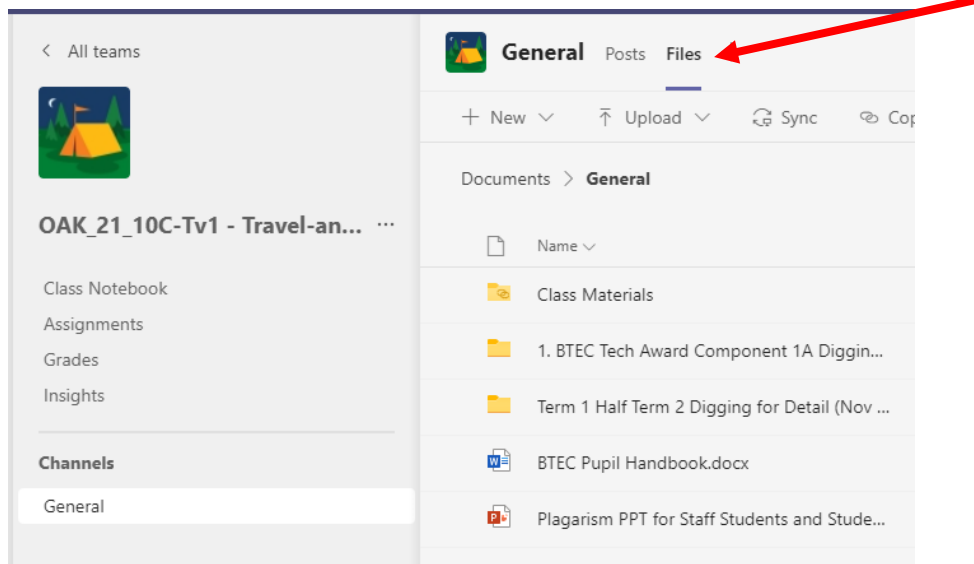 All teams
OAK_21_10C-Tv1 - Travel-an... ...
Class Notebook
Assignments
Grades
Insights
Channels
General
General Posts Files
New Upload Sync Cop
Documents > General
Name
Class Materials
1. BTEC Tech Award Component 1A Diggin...
Term 1 Half Term 2 Digging for Detail (Nov ...
BTEC Pupil Handbook.docx
Plagarism PPT for Staff Students and Stude...